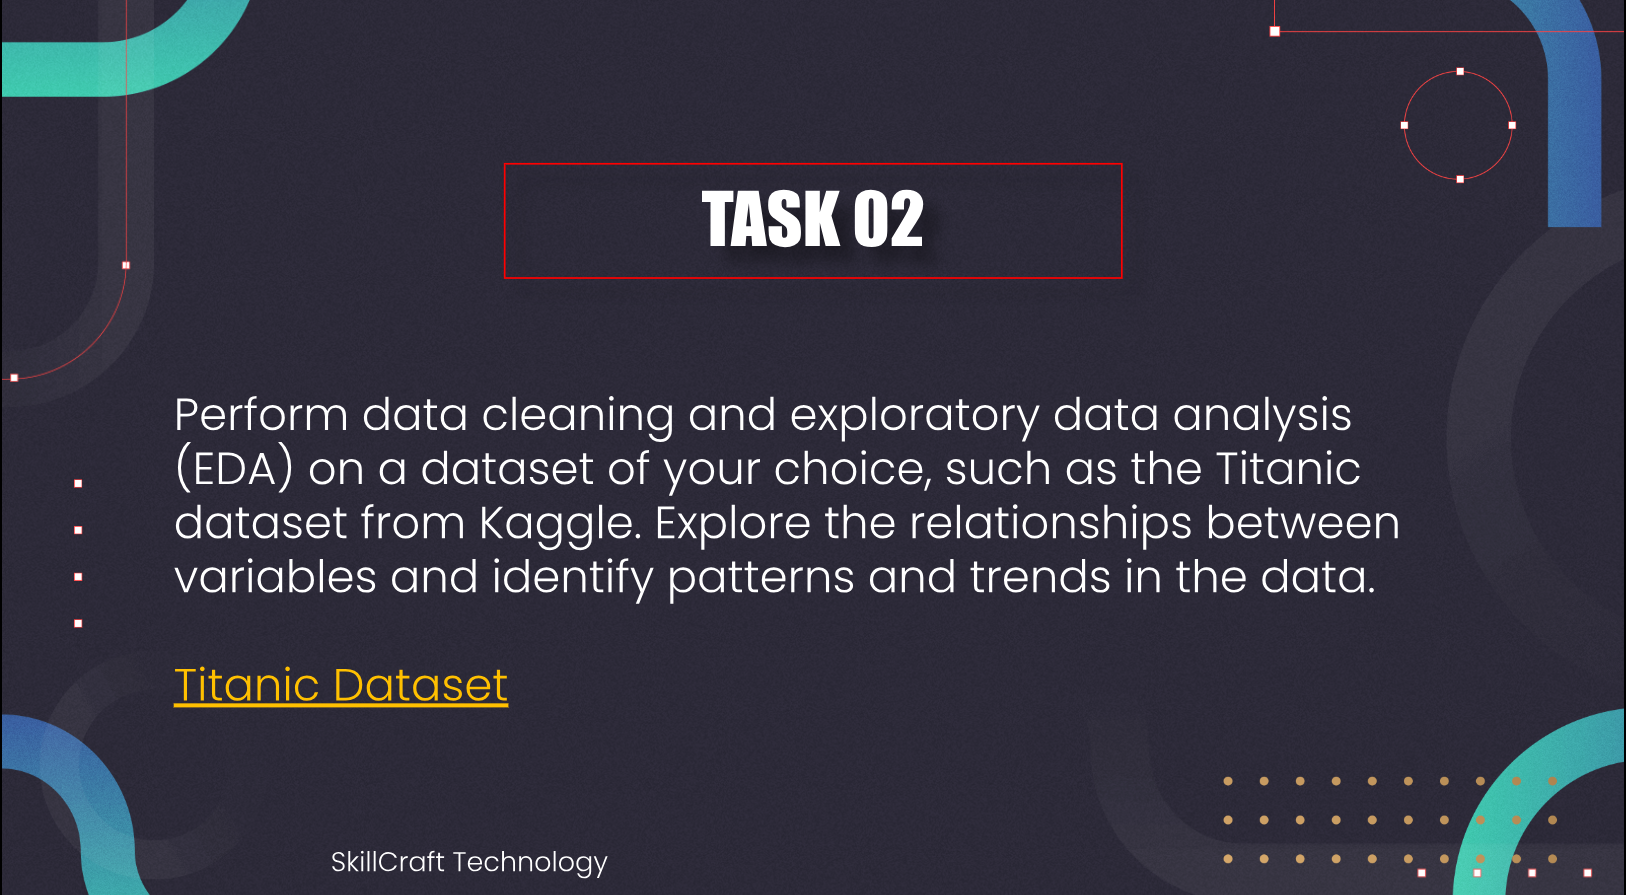 TASK 02
Perform data cleaning and exploratory data analysis
(EDA) on a dataset of your choice, such as the Titanic
dataset from Kaggle. Explore the relationships between
variables and identify patterns and trends in the data.
Titanic Dataset
SkillCraft Technology